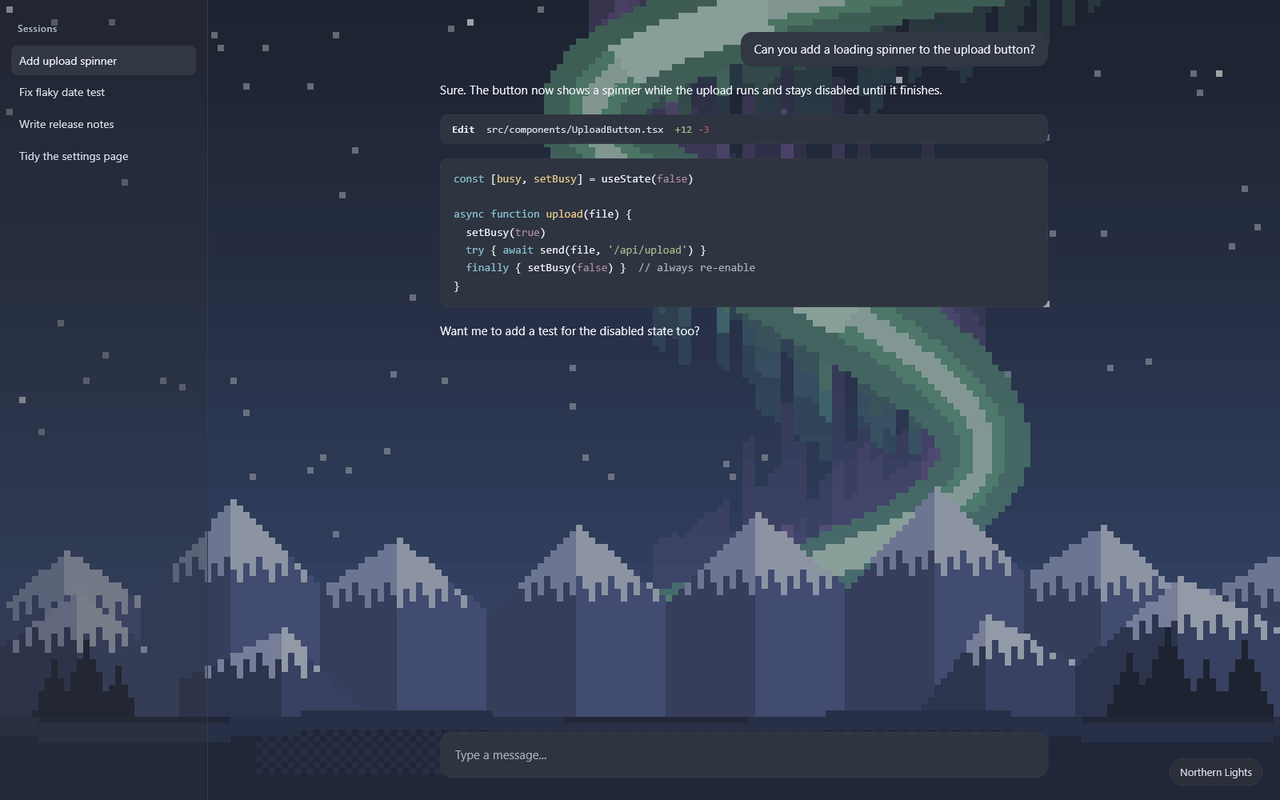 Sessions
Add upload spinner
Fix flaky date test
Write release notes
Tidy the settings page
Can you add a loading spinner to the upload button?
Sure. The button now shows a spinner while the upload runs and stays disabled until it finishes.
Edit src/components/UploadButton.tsx +12 -3
const [busy, setBusy] = useState(false)
async function upload(file) {
  setBusy(true)
  try { await send(file, '/api/upload') }
  finally { setBusy(false) }  // always re-enable
}
Want me to add a test for the disabled state too?
Type a message...
Northern Lights